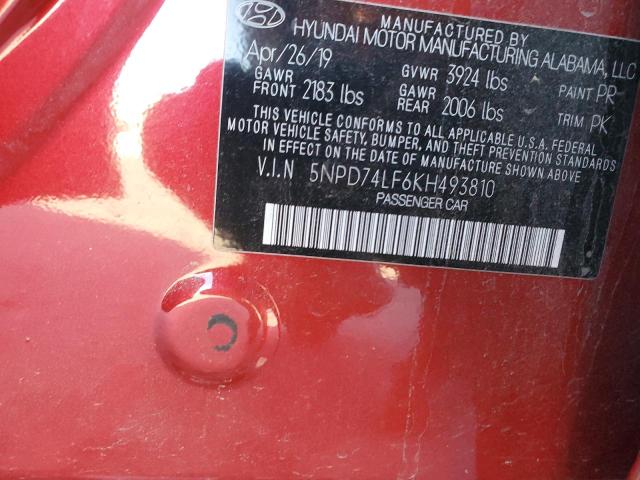 MANUFACTURED BY
HYUNDAI MOTOR MANUFACTURING ALABAMA, LLC
Apr/26/19 GVWR 3924 lbs PAINT PR
GAWR FRONT 2183 lbs GAWR REAR 2006 lbs TRIM PK
THIS VEHICLE CONFORMS TO ALL APPLICABLE U.S.A. FEDERAL
MOTOR VEHICLE SAFETY, BUMPER, AND THEFT PREVENTION STANDARDS
IN EFFECT ON THE DATE OF MANUFACTURE SHOWN ABOVE
V.I.N 5NPD74LF6KH493810
PASSENGER CAR